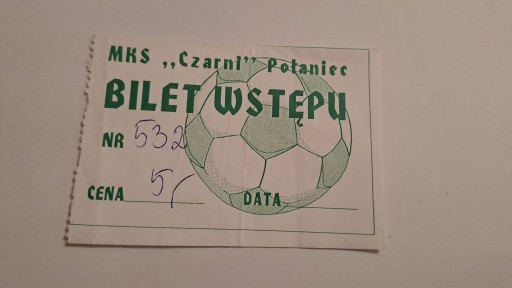 MKS ,,Czarni" Połaniec
BILET WSTĘPU
NR 532
CENA 5,-
DATA